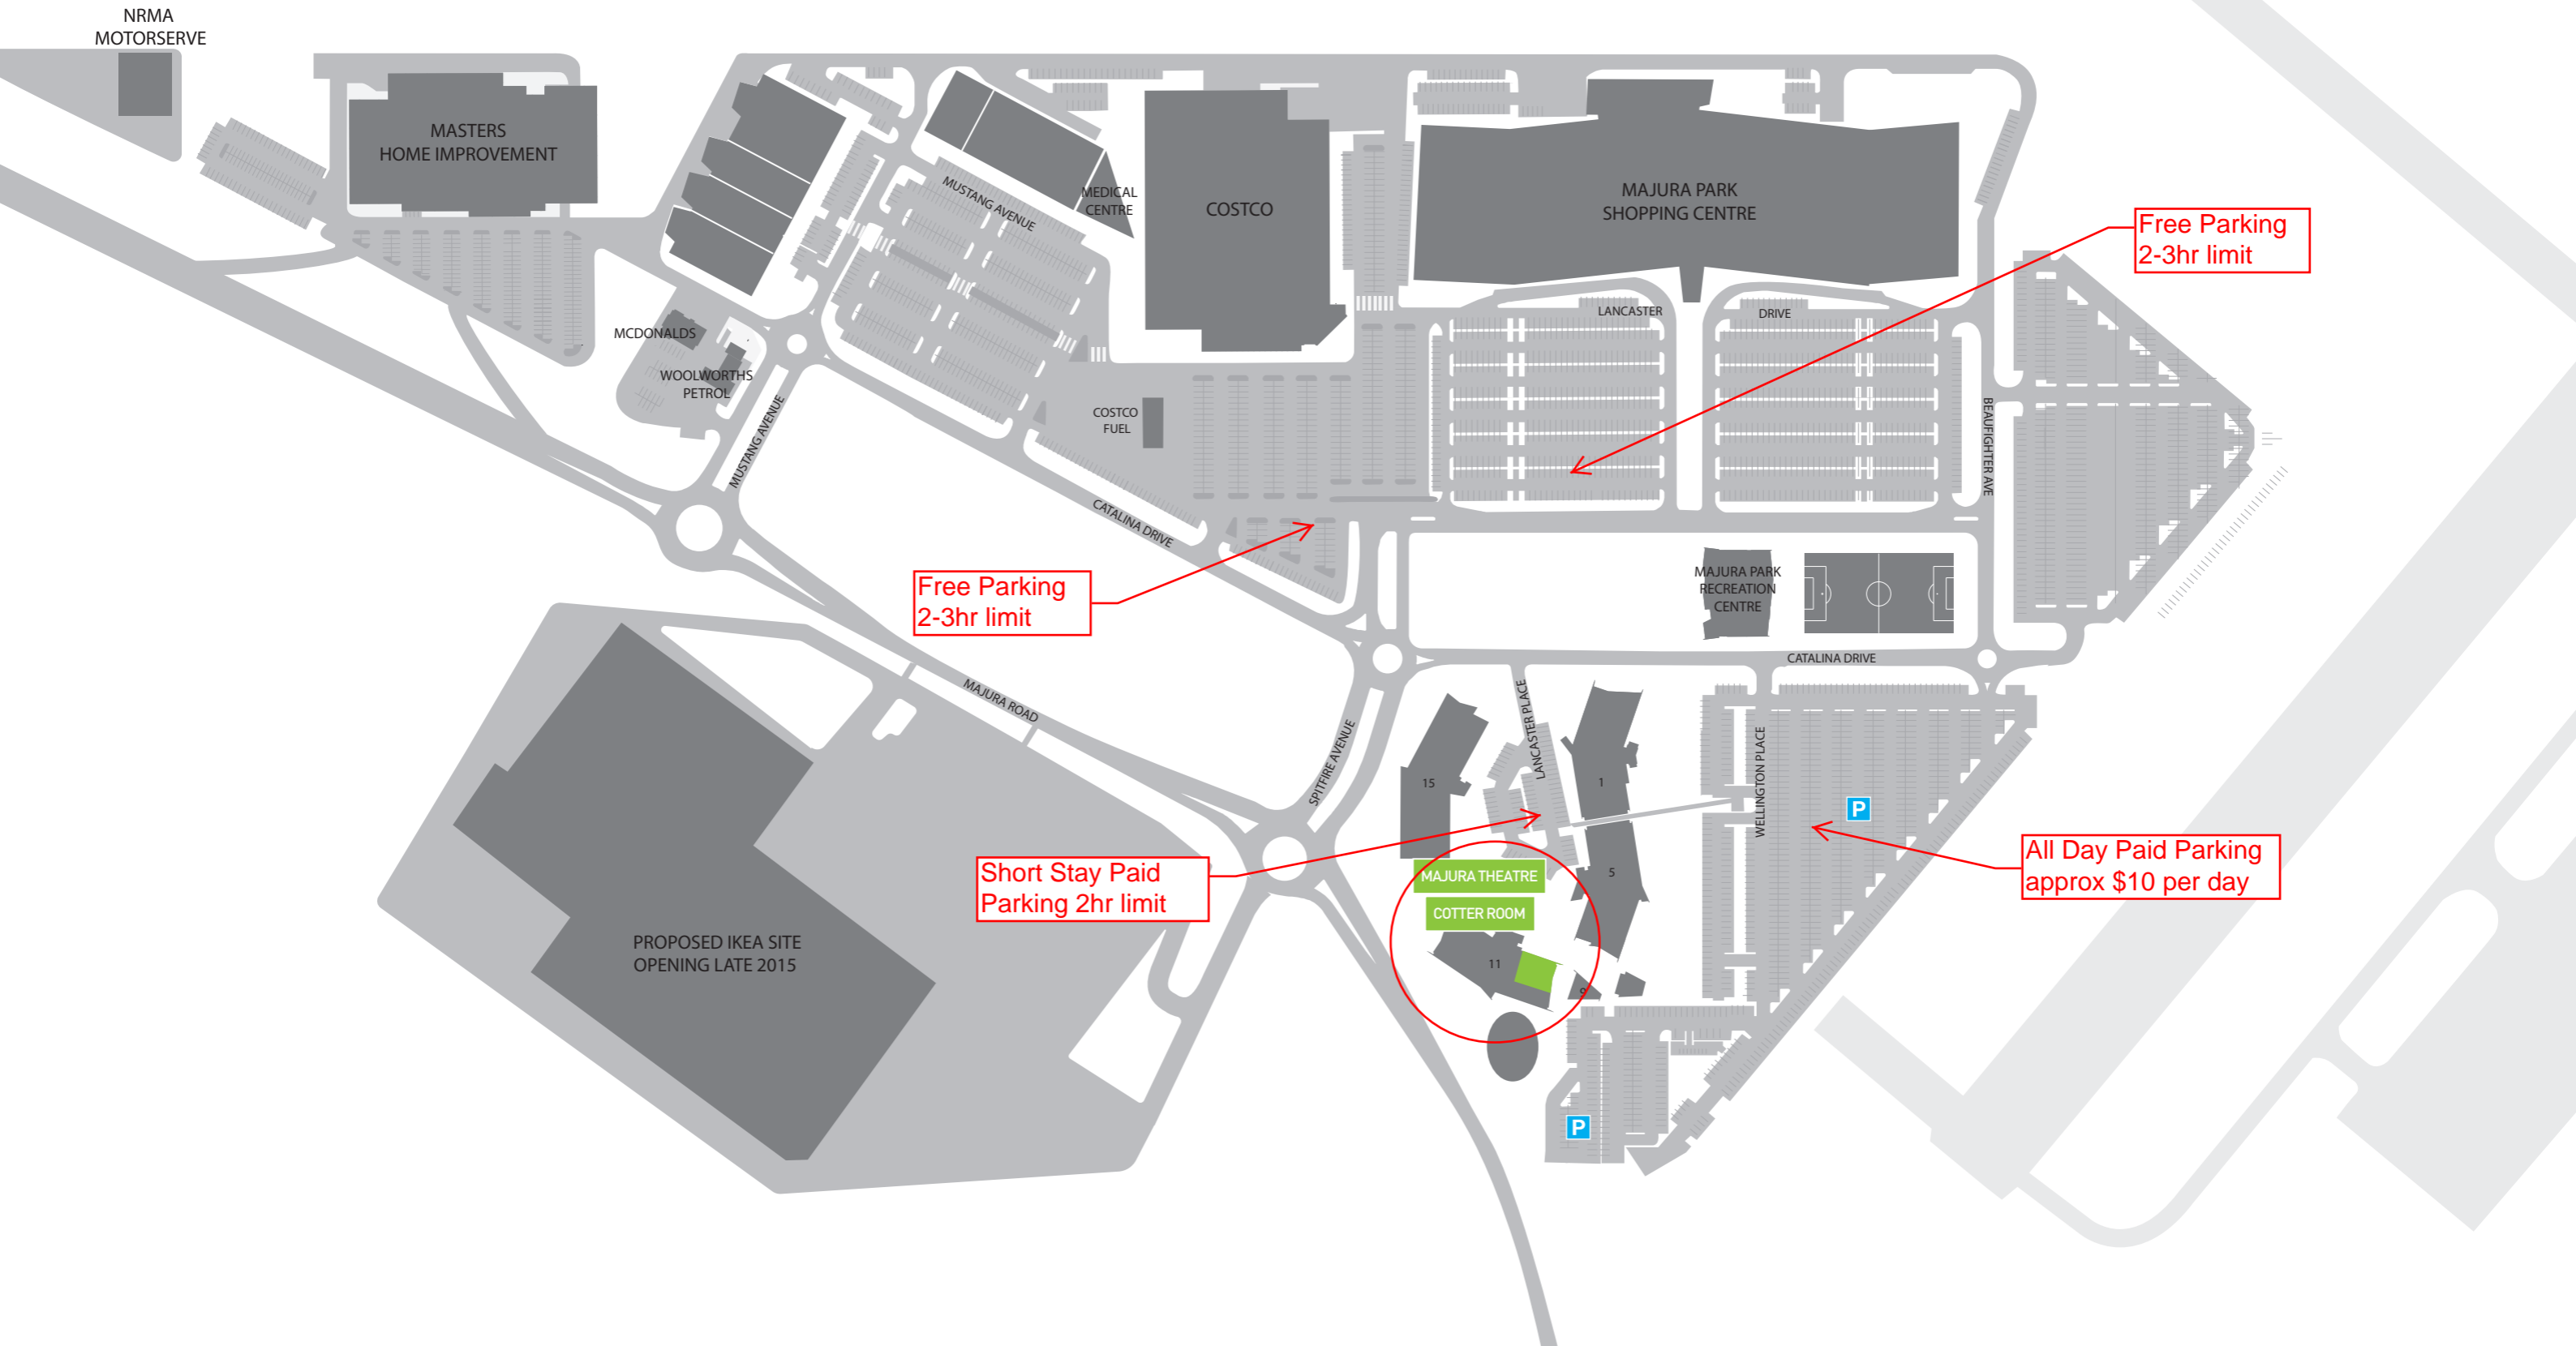 NRMA
MOTORSERVE
MASTERS
HOME IMPROVEMENT
MUSTANG AVENUE
MEDICAL
CENTRE
COSTCO
MAJURA PARK
SHOPPING CENTRE
Free Parking
2-3hr limit
LANCASTER
DRIVE
MCDONALDS
WOOLWORTHS
PETROL
MUSTANG AVENUE
COSTCO
FUEL
BEAUFIGHTER AVE
CATALINA DRIVE
Free Parking
2-3hr limit
MAJURA PARK
RECREATION
CENTRE
CATALINA DRIVE
MAJURA ROAD
SPITFIRE AVENUE
LANCASTER PLACE
WELLINGTON PLACE
15
1
P
Short Stay Paid
Parking 2hr limit
All Day Paid Parking
approx $10 per day
MAJURA THEATRE
5
COTTER ROOM
PROPOSED IKEA SITE
OPENING LATE 2015
11
9
P